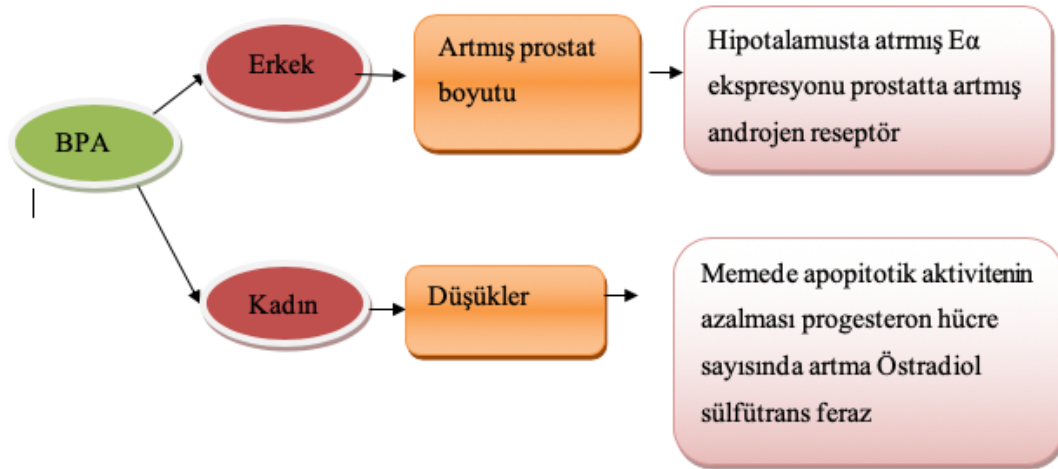 BPA
Erkek
Artmış prostat
boyutu
Hipotalamusta atrmış Eα
ekspresyonu prostatta artmış
androjen reseptör
Kadın
Düşükler
Memede apopitotik aktivitenin
azalması progesteron hücre
sayısında artma Östradiol
sülfütrans feraz